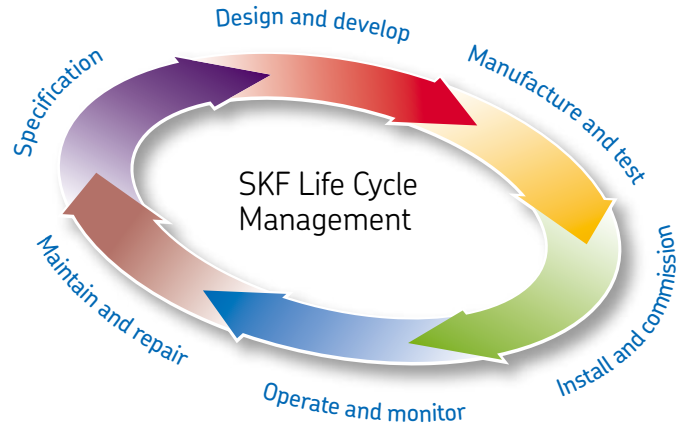 Design and develop
Manufacture and test
Specification
SKF Life Cycle
Management
Install and commission
Maintain and repair
Operate and monitor